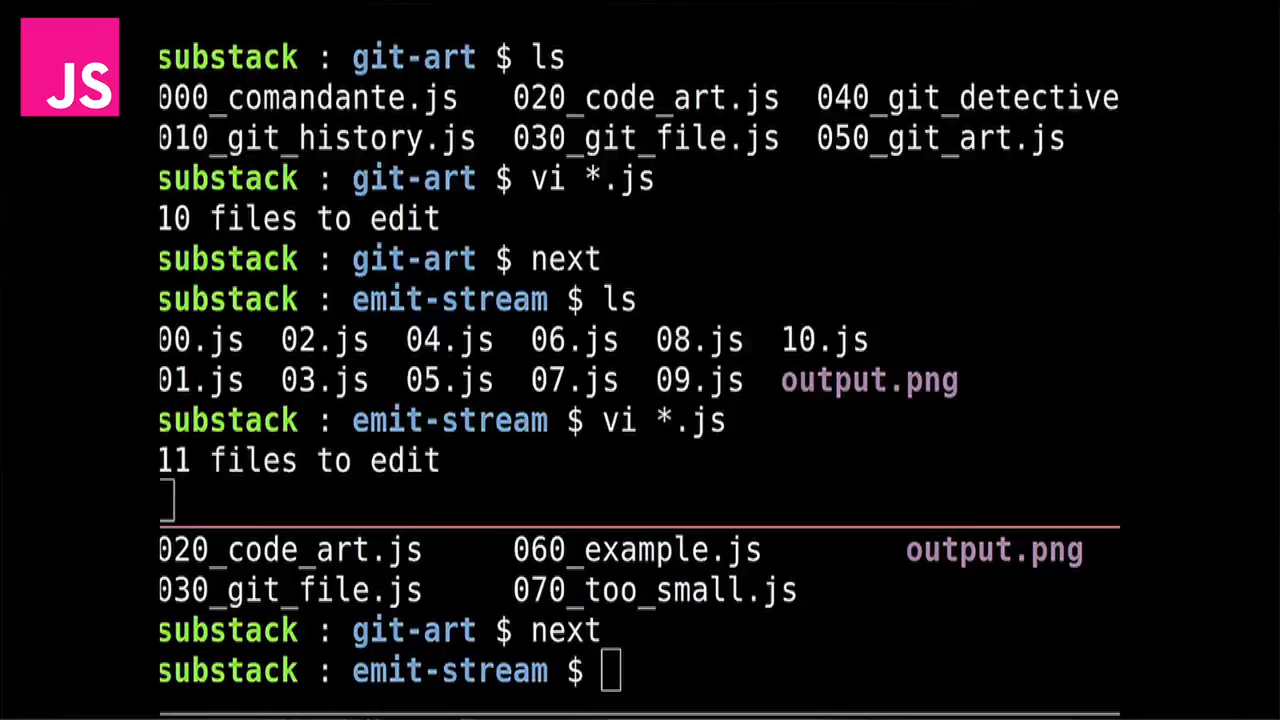 JS
substack : git-art $ ls
000_comandante.js 020_code_art.js 040_git_detective
010_git_history.js 030_git_file.js 050_git_art.js
substack : git-art $ vi *.js
10 files to edit
substack : git-art $ next
substack : emit-stream $ ls
00.js 02.js 04.js 06.js 08.js 10.js
01.js 03.js 05.js 07.js 09.js output.png
substack : emit-stream $ vi *.js
11 files to edit
020_code_art.js 060_example.js output.png
030_git_file.js 070_too_small.js
substack : git-art $ next
substack : emit-stream $